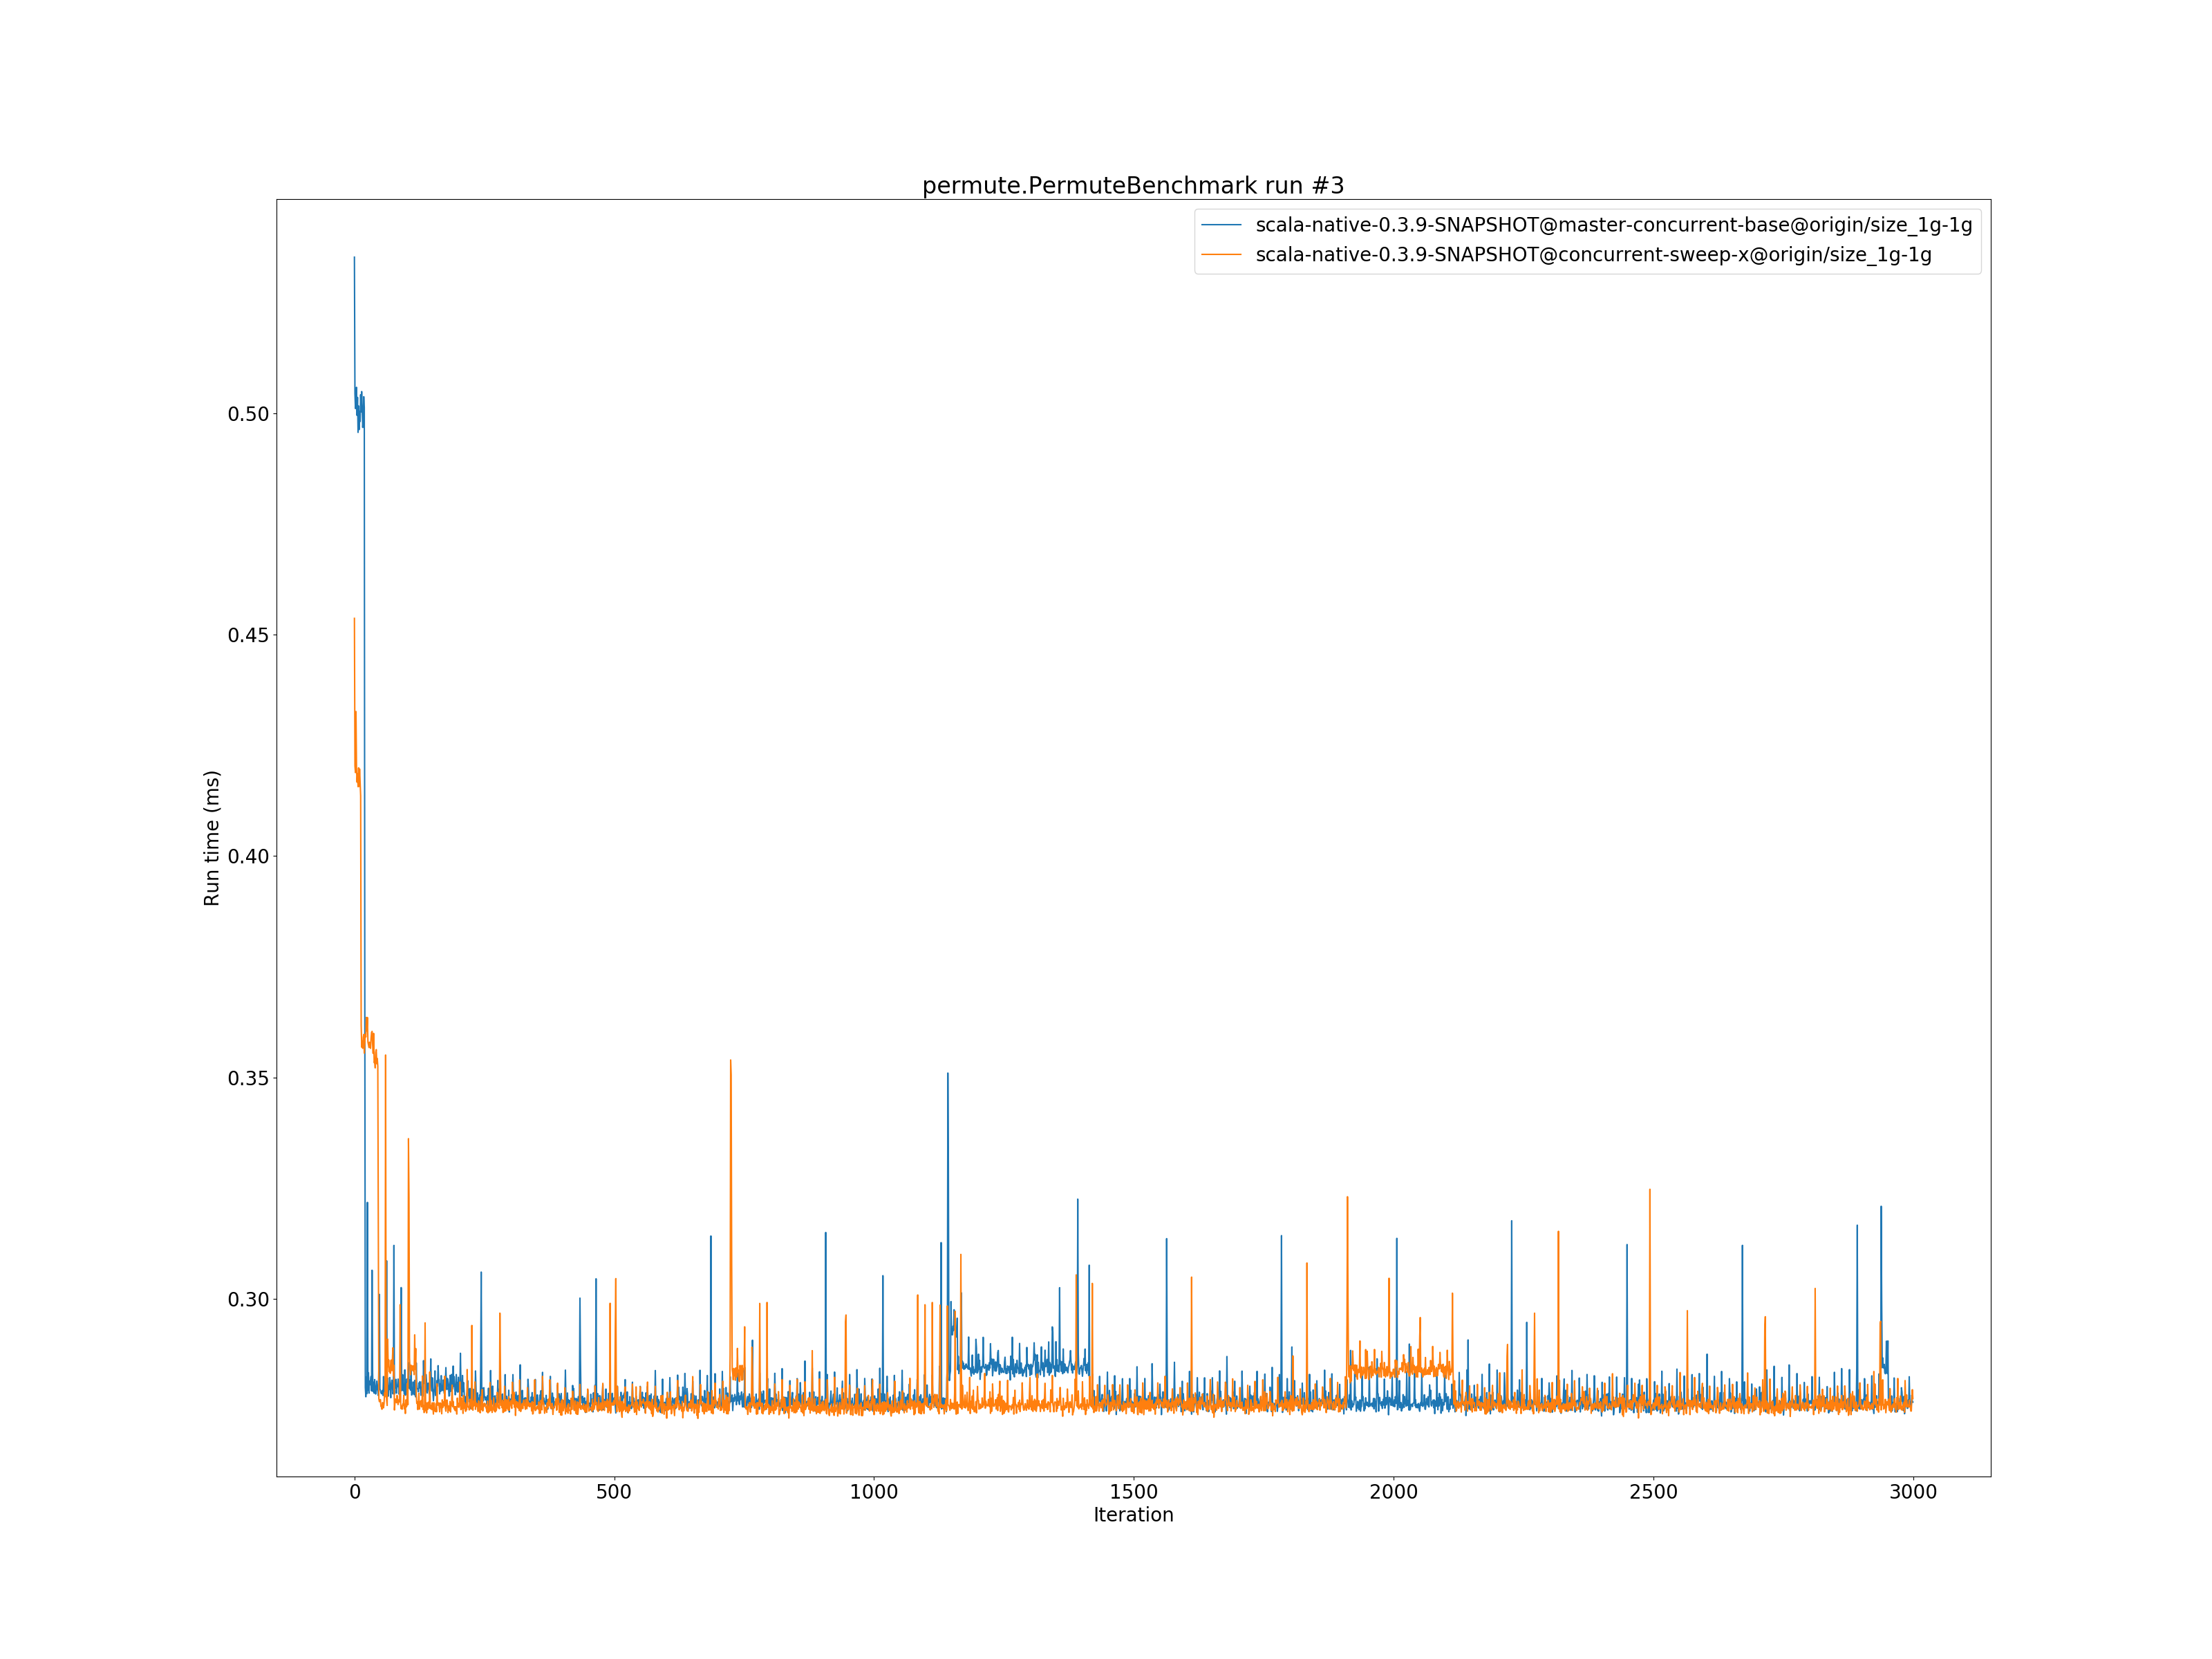 permute.PermuteBenchmark run #3
scala-native-0.3.9-SNAPSHOT@master-concurrent-base@origin/size_1g-1g
scala-native-0.3.9-SNAPSHOT@concurrent-sweep-x@origin/size_1g-1g
Run time (ms)
0.50
0.45
0.40
0.35
0.30
0 500 1000 1500 2000 2500 3000
Iteration